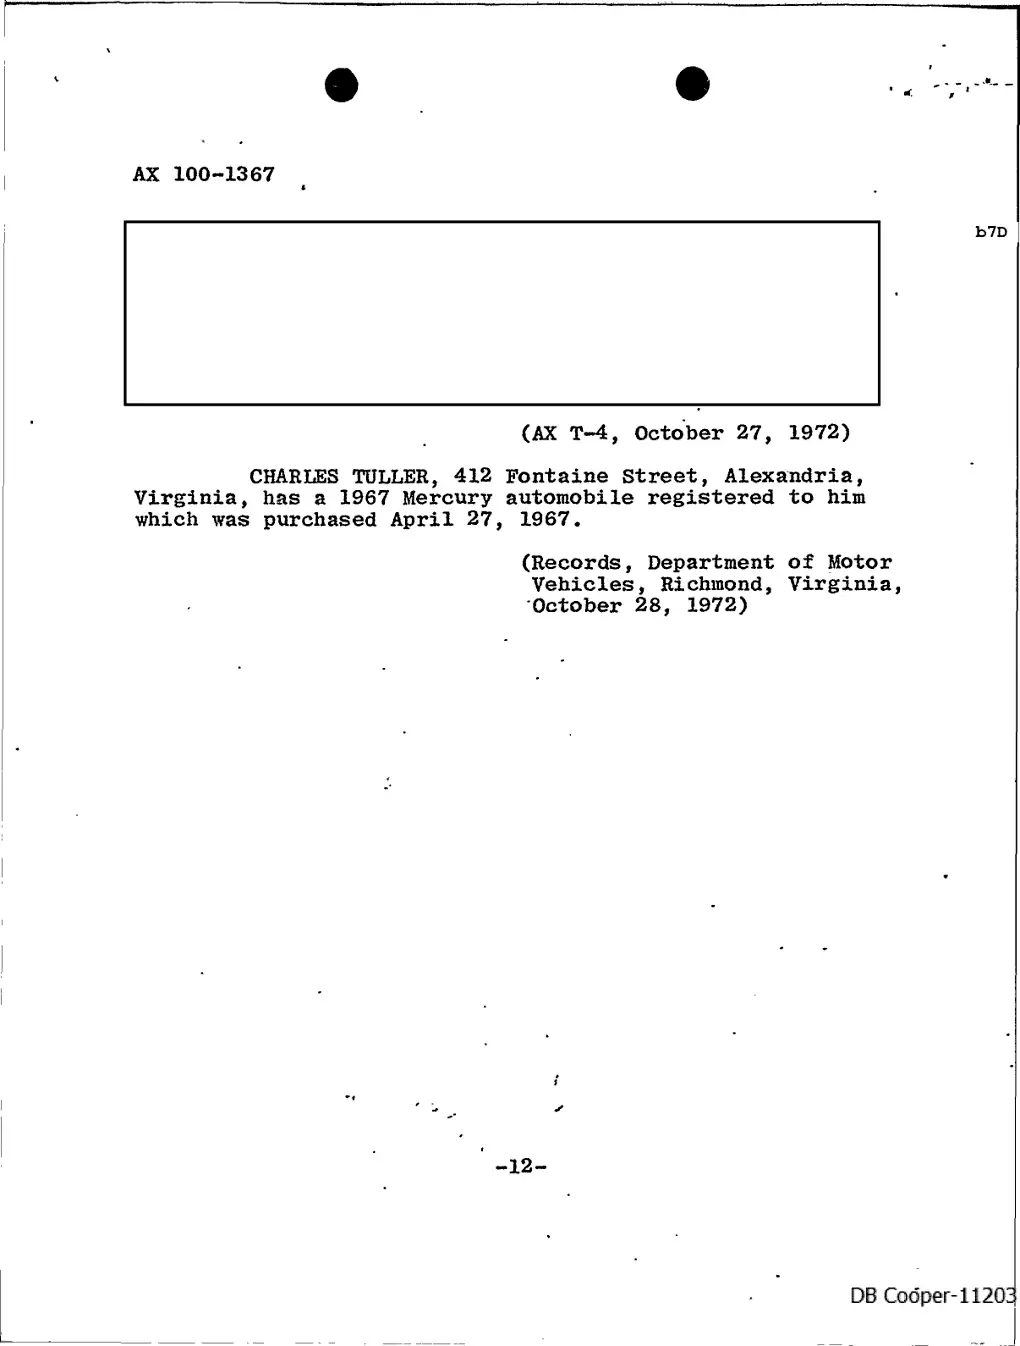 AX 100-1367
b7D
(AX T-4, October 27, 1972)
CHARLES TULLER, 412 Fontaine Street, Alexandria,
Virginia, has a 1967 Mercury automobile registered to him
which was purchased April 27, 1967.
(Records, Department of Motor
Vehicles, Richmond, Virginia,
October 28, 1972)
-12-
DB Cooper-11203